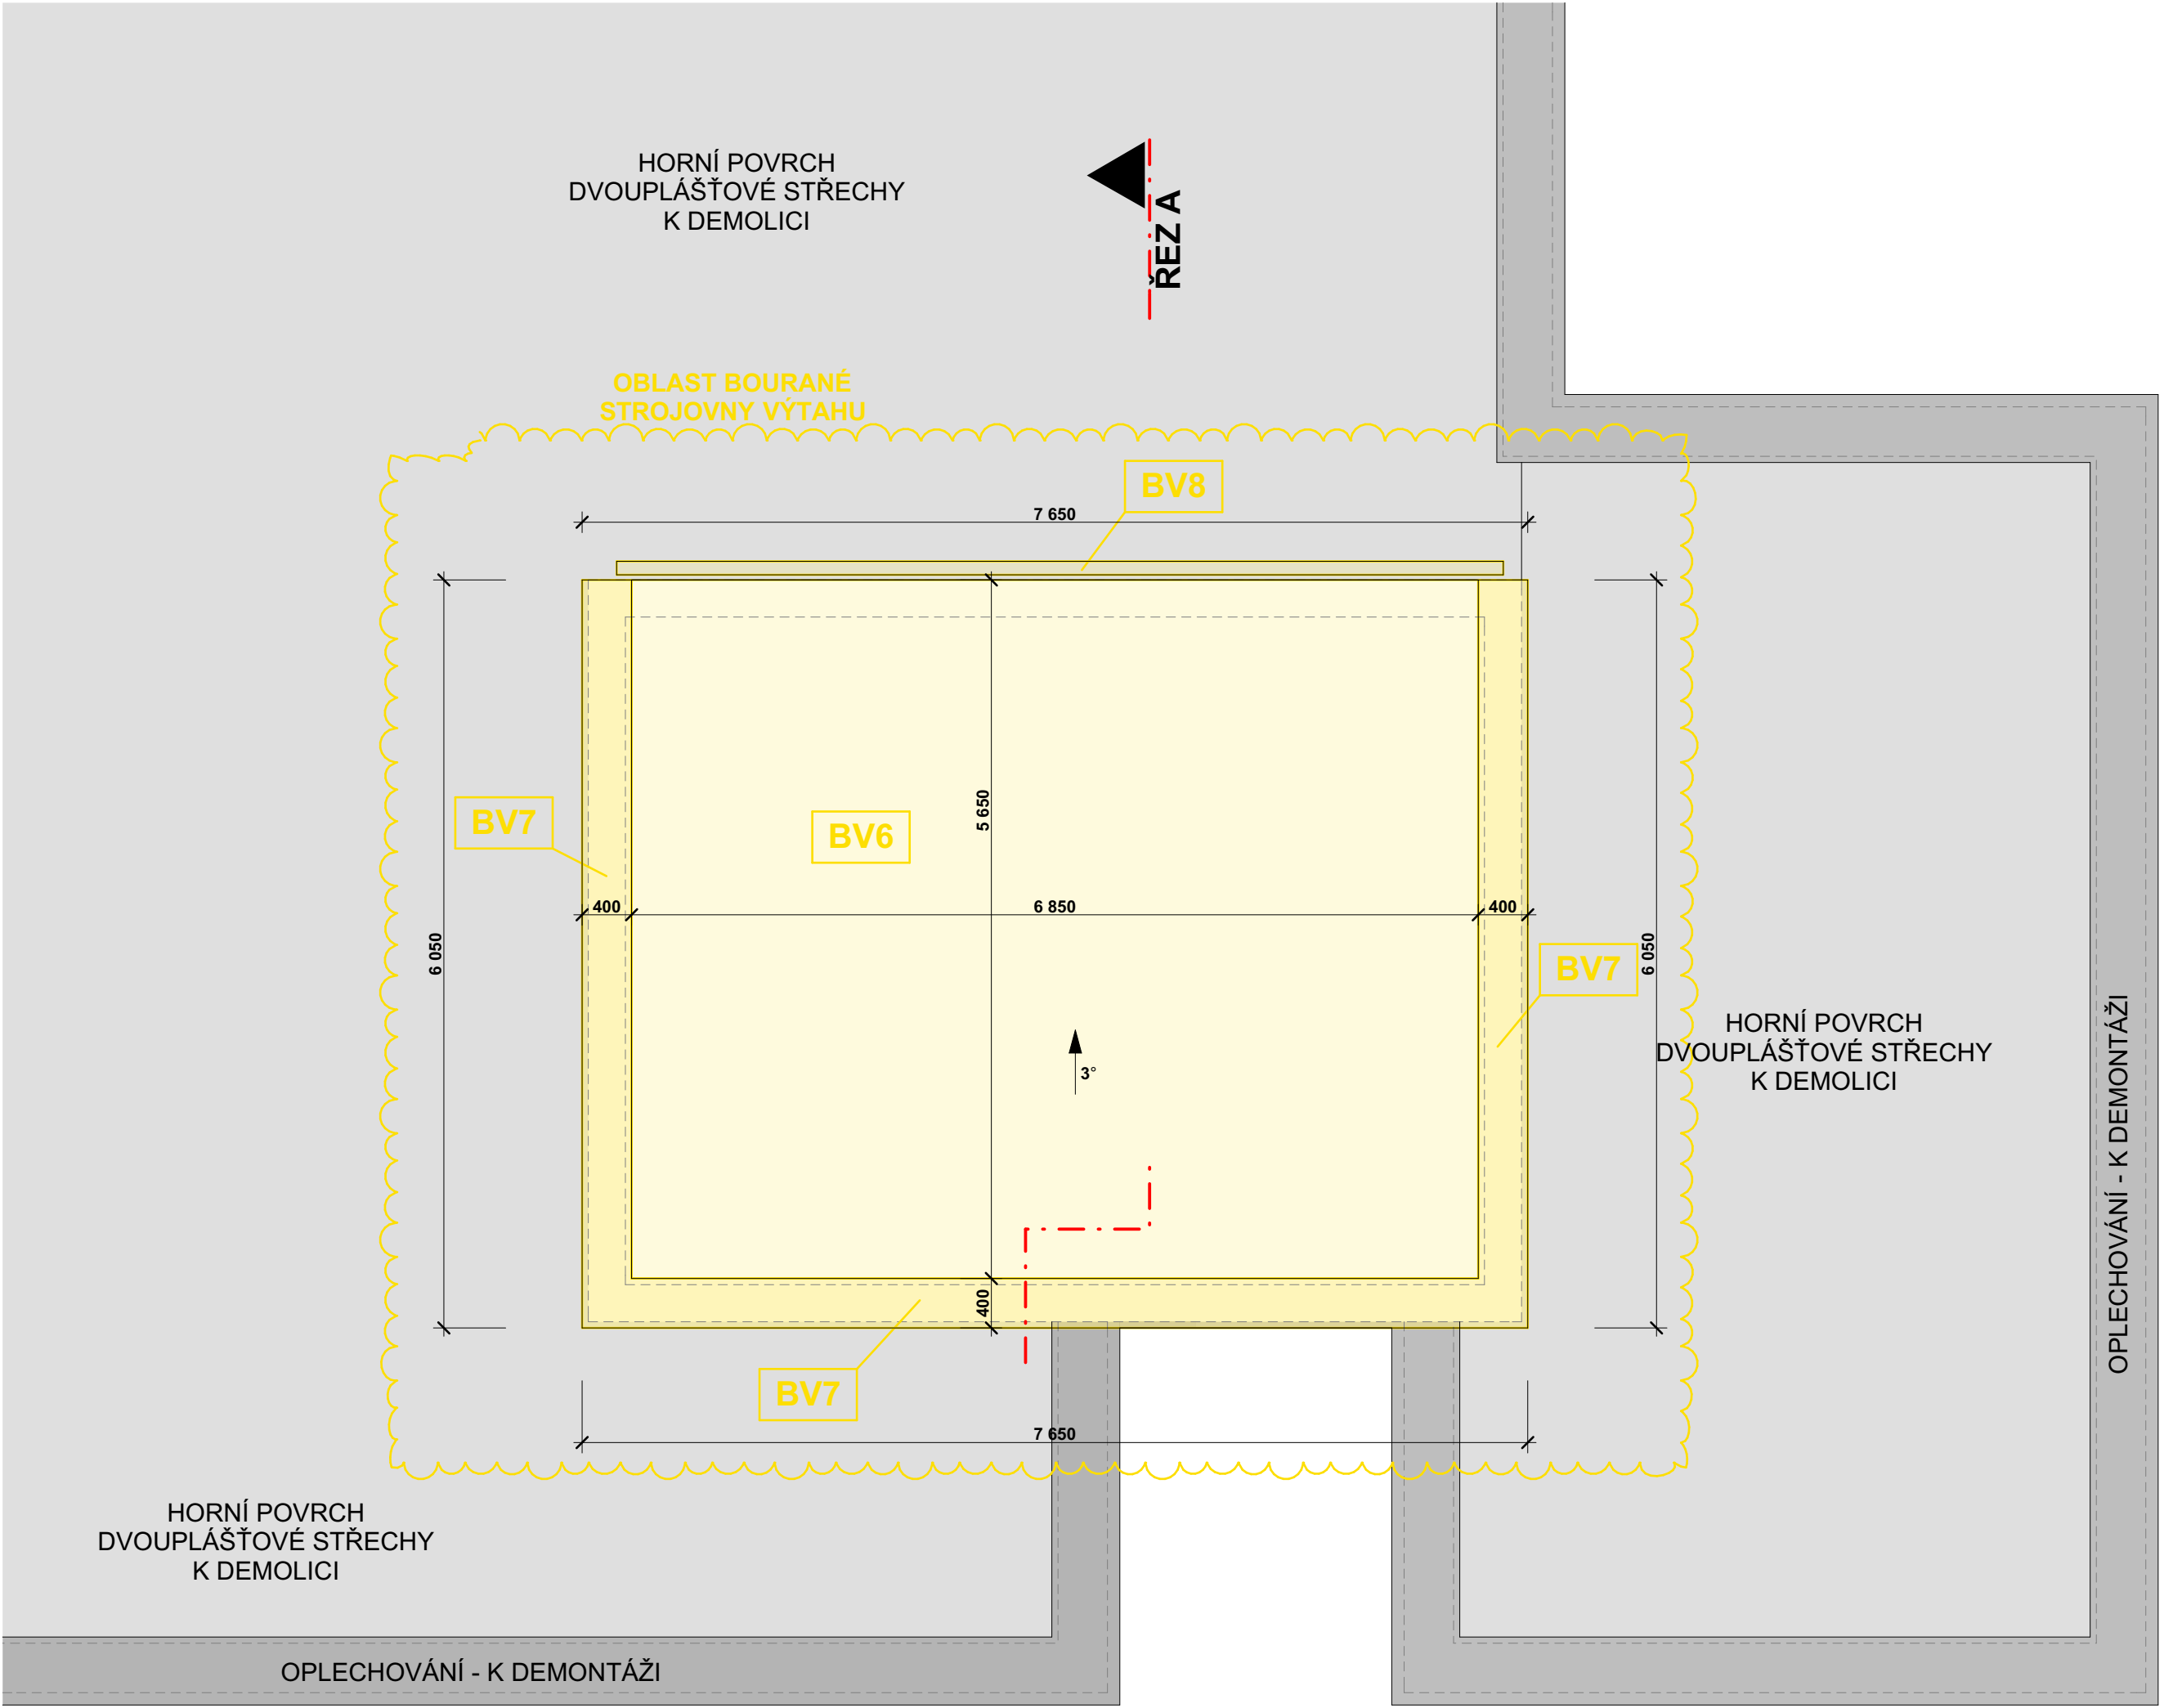 HORNÍ POVRCH
DVOUPLÁŠŤOVÉ STŘECHY
K DEMOLICI
ŘEZ A
OBLAST BOURANÉ
STROJOVNY VÝTAHU
BV8
7 650
BV7
BV6
5 650
400
6 850
400
6 050
6 050
BV7
3°
HORNÍ POVRCH
DVOUPLÁŠŤOVÉ STŘECHY
K DEMOLICI
OPLECHOVÁNÍ - K DEMONTÁŽI
400
BV7
7 650
HORNÍ POVRCH
DVOUPLÁŠŤOVÉ STŘECHY
K DEMOLICI
OPLECHOVÁNÍ - K DEMONTÁŽI